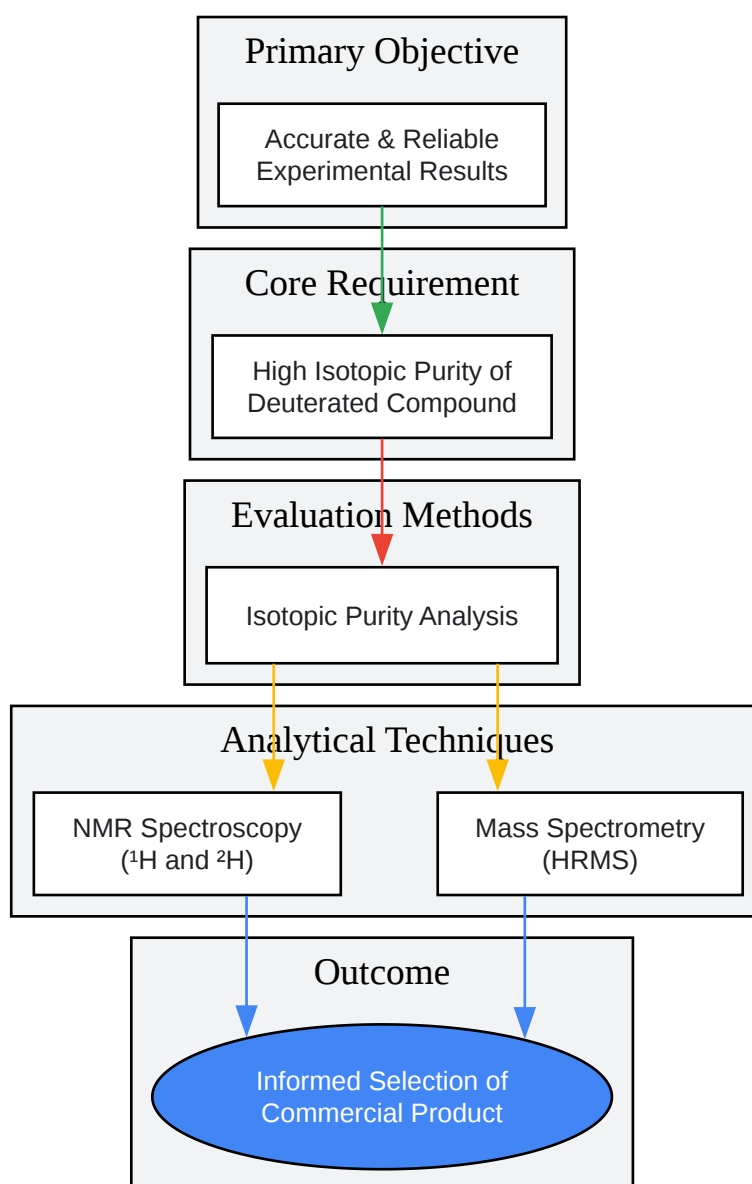 Primary Objective
Accurate & Reliable
Experimental Results
Core Requirement
High Isotopic Purity of
Deuterated Compound
Evaluation Methods
Isotopic Purity Analysis
Analytical Techniques
NMR Spectroscopy
(¹H and ²H)
Mass Spectrometry
(HRMS)
Outcome
Informed Selection of
Commercial Product